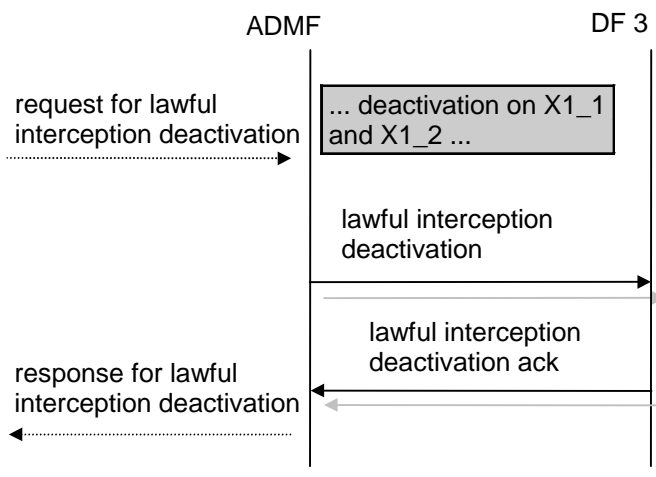 ADMF
DF 3
request for lawful
interception deactivation
... deactivation on X1_1
and X1_2 ...
lawful interception
deactivation
lawful interception
deactivation ack
response for lawful
interception deactivation